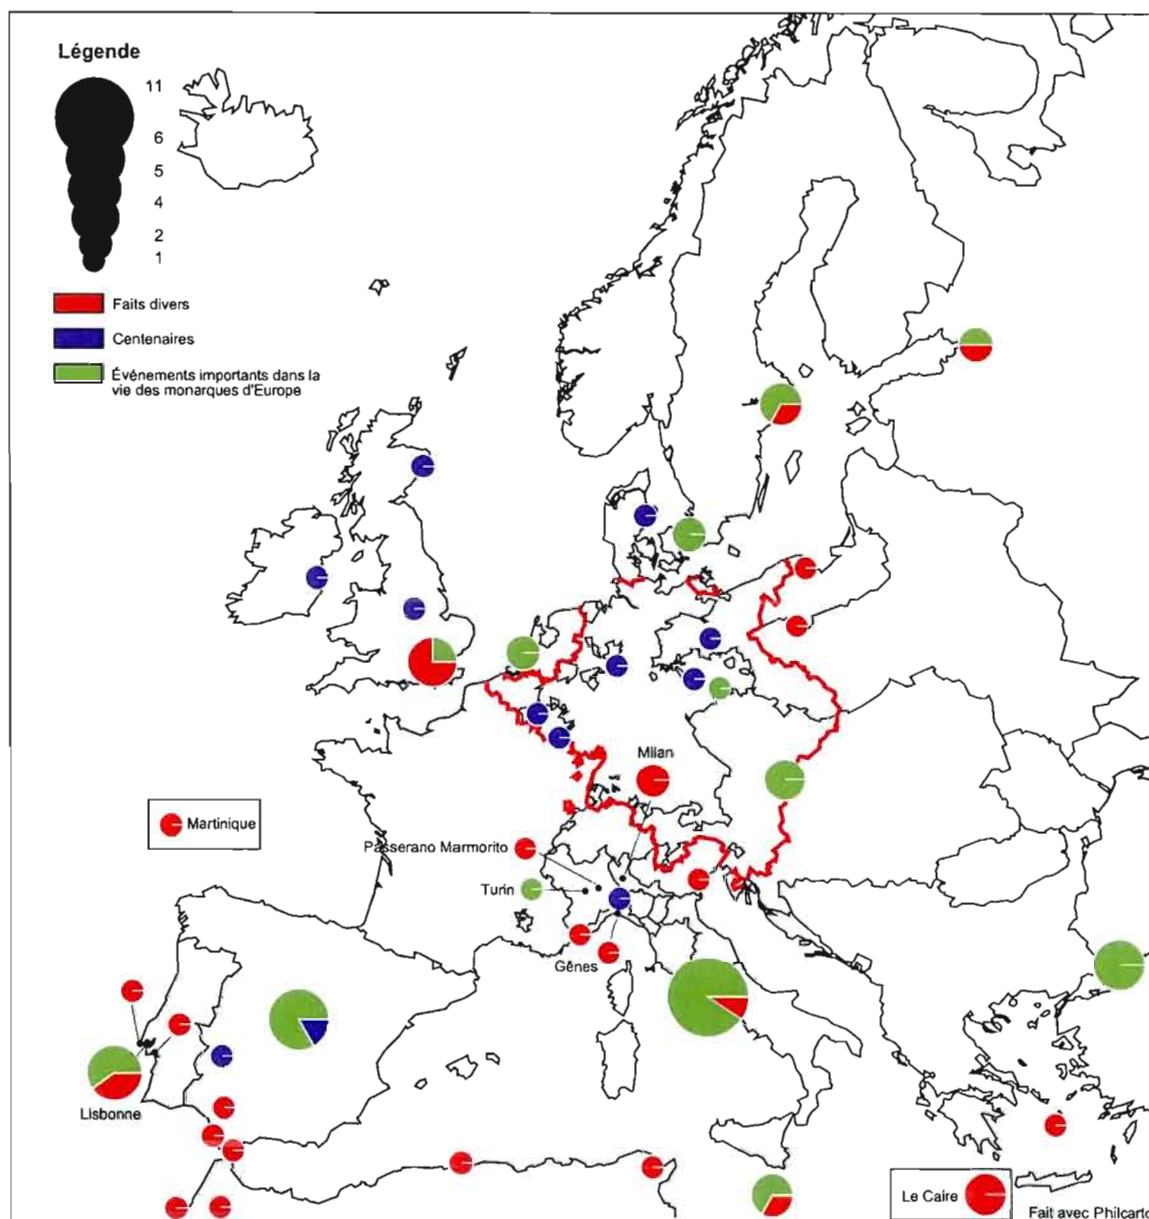 Légende
11
6
5
4
2
1
Faits divers
Centenaires
Événements importants dans la
vie des monarques d'Europe
Milan
Martinique
Passerano Marmorito
Turin
Gênes
Lisbonne
Le Caire
Fait avec Philcarto